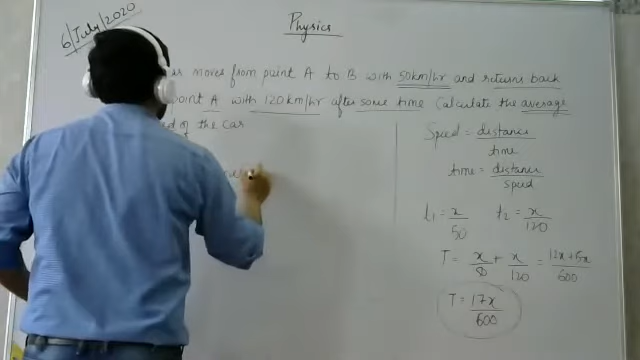 6/July/2020
Physics
moves from point A to B with 50km/hr and returns back
point A with 120km/hr after some time Calculate the average
of the car
Speed = distance / time
time = distance / speed
t1 = x/50 t2 = x/120
T = x/50 + x/120 = 12x+5x/600
T = 17x/600